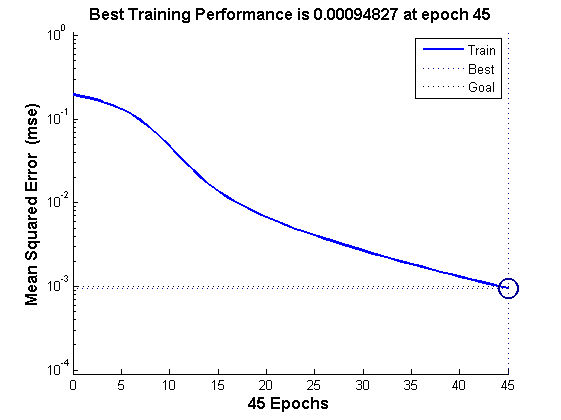 Best Training Performance is 0.00094827 at epoch 45
Mean Squared Error (mse)
10^0
10^-1
10^-2
10^-3
10^-4
Train
Best
Goal
0 5 10 15 20 25 30 35 40 45
45 Epochs